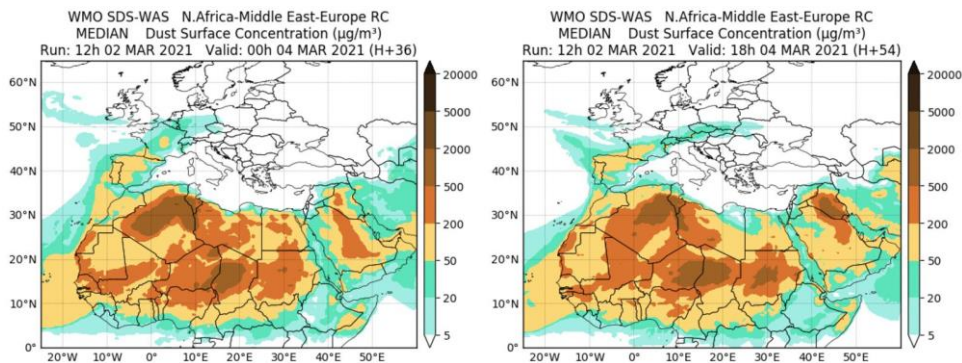 WMO SDS-WAS N.Africa-Middle East-Europe RC
MEDIAN Dust Surface Concentration (µg/m³)
Run: 12h 02 MAR 2021 Valid: 00h 04 MAR 2021 (H+36)
60°N
50°N
40°N
30°N
20°N
10°N
0°
20°W
10°W
0°
10°E
20°E
30°E
40°E
50°E
20000
5000
2000
500
200
50
20
5
WMO SDS-WAS N.Africa-Middle East-Europe RC
MEDIAN Dust Surface Concentration (µg/m³)
Run: 12h 02 MAR 2021 Valid: 18h 04 MAR 2021 (H+54)
60°N
50°N
40°N
30°N
20°N
10°N
0°
20°W
10°W
0°
10°E
20°E
30°E
40°E
50°E
20000
5000
2000
500
200
50
20
5